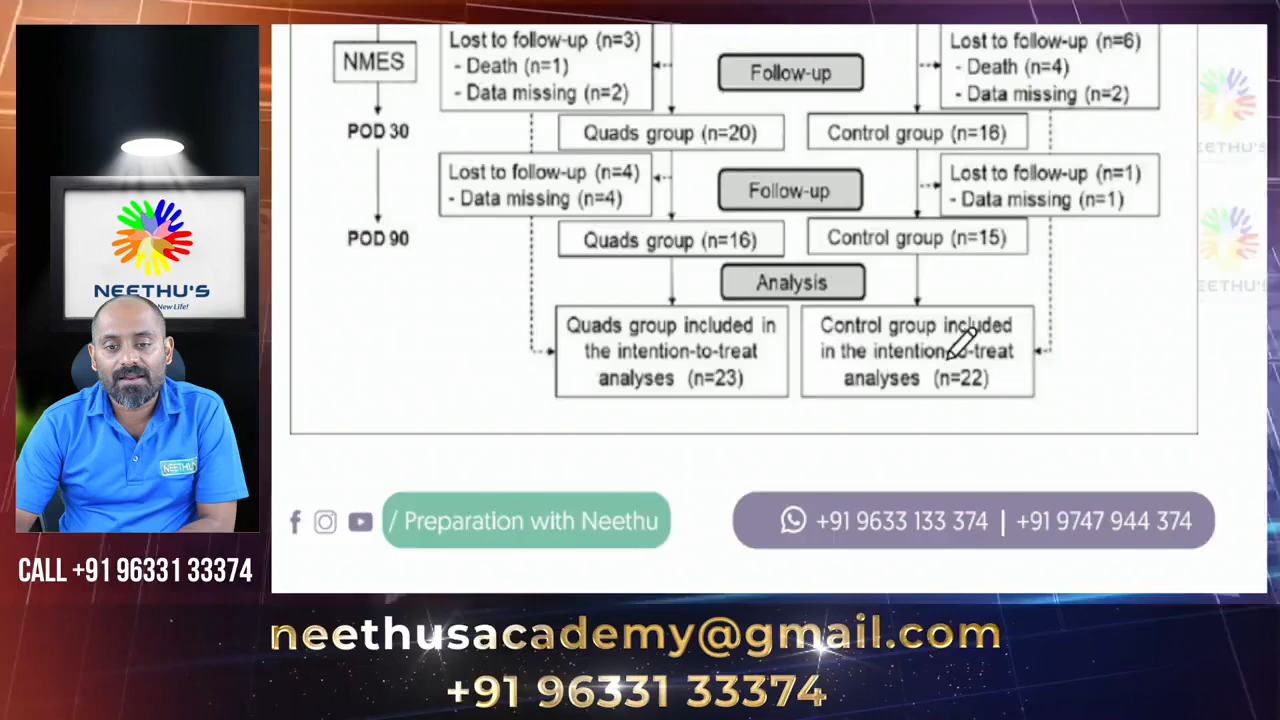 NEETHU'S
New Life!
NEETHU'S
CALL +91 96331 33374
NMES
POD 30
POD 90
Lost to follow-up (n=3)
- Death (n=1)
- Data missing (n=2)
Follow-up
Lost to follow-up (n=6)
- Death (n=4)
- Data missing (n=2)
Quads group (n=20)
Control group (n=16)
Lost to follow-up (n=4)
- Data missing (n=4)
Follow-up
Lost to follow-up (n=1)
- Data missing (n=1)
Quads group (n=16)
Control group (n=15)
Analysis
Quads group included in
the intention-to-treat
analyses (n=23)
Control group included
in the intention-to-treat
analyses (n=22)
/ Preparation with Neethu
+91 9633 133 374 | +91 9747 944 374
neethusacademy@gmail.com
+91 96331 33374